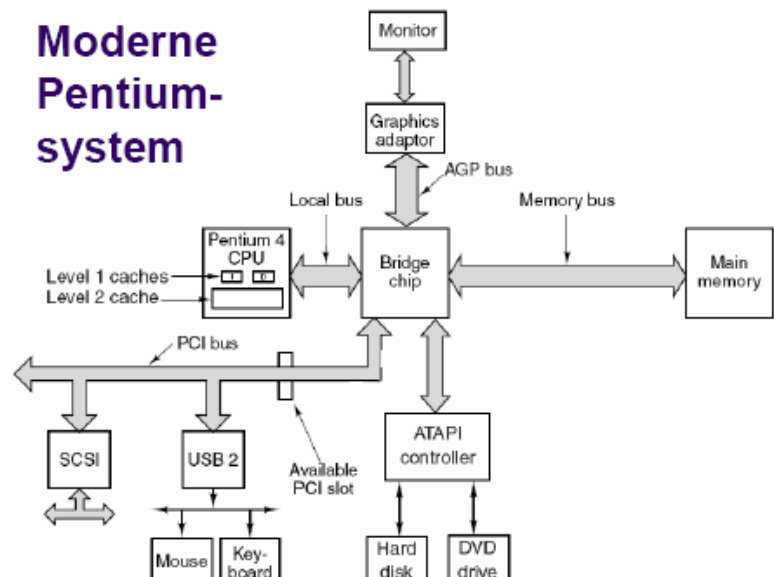 Moderne
Pentium-
system
Monitor
Graphics
adaptor
AGP bus
Local bus
Memory bus
Pentium 4
CPU
I D
Level 1 caches
Level 2 cache
Bridge
chip
Main
memory
PCI bus
SCSI
USB 2
Available
PCI slot
ATAPI
controller
Mouse
Key-
board
Hard
disk
DVD
drive